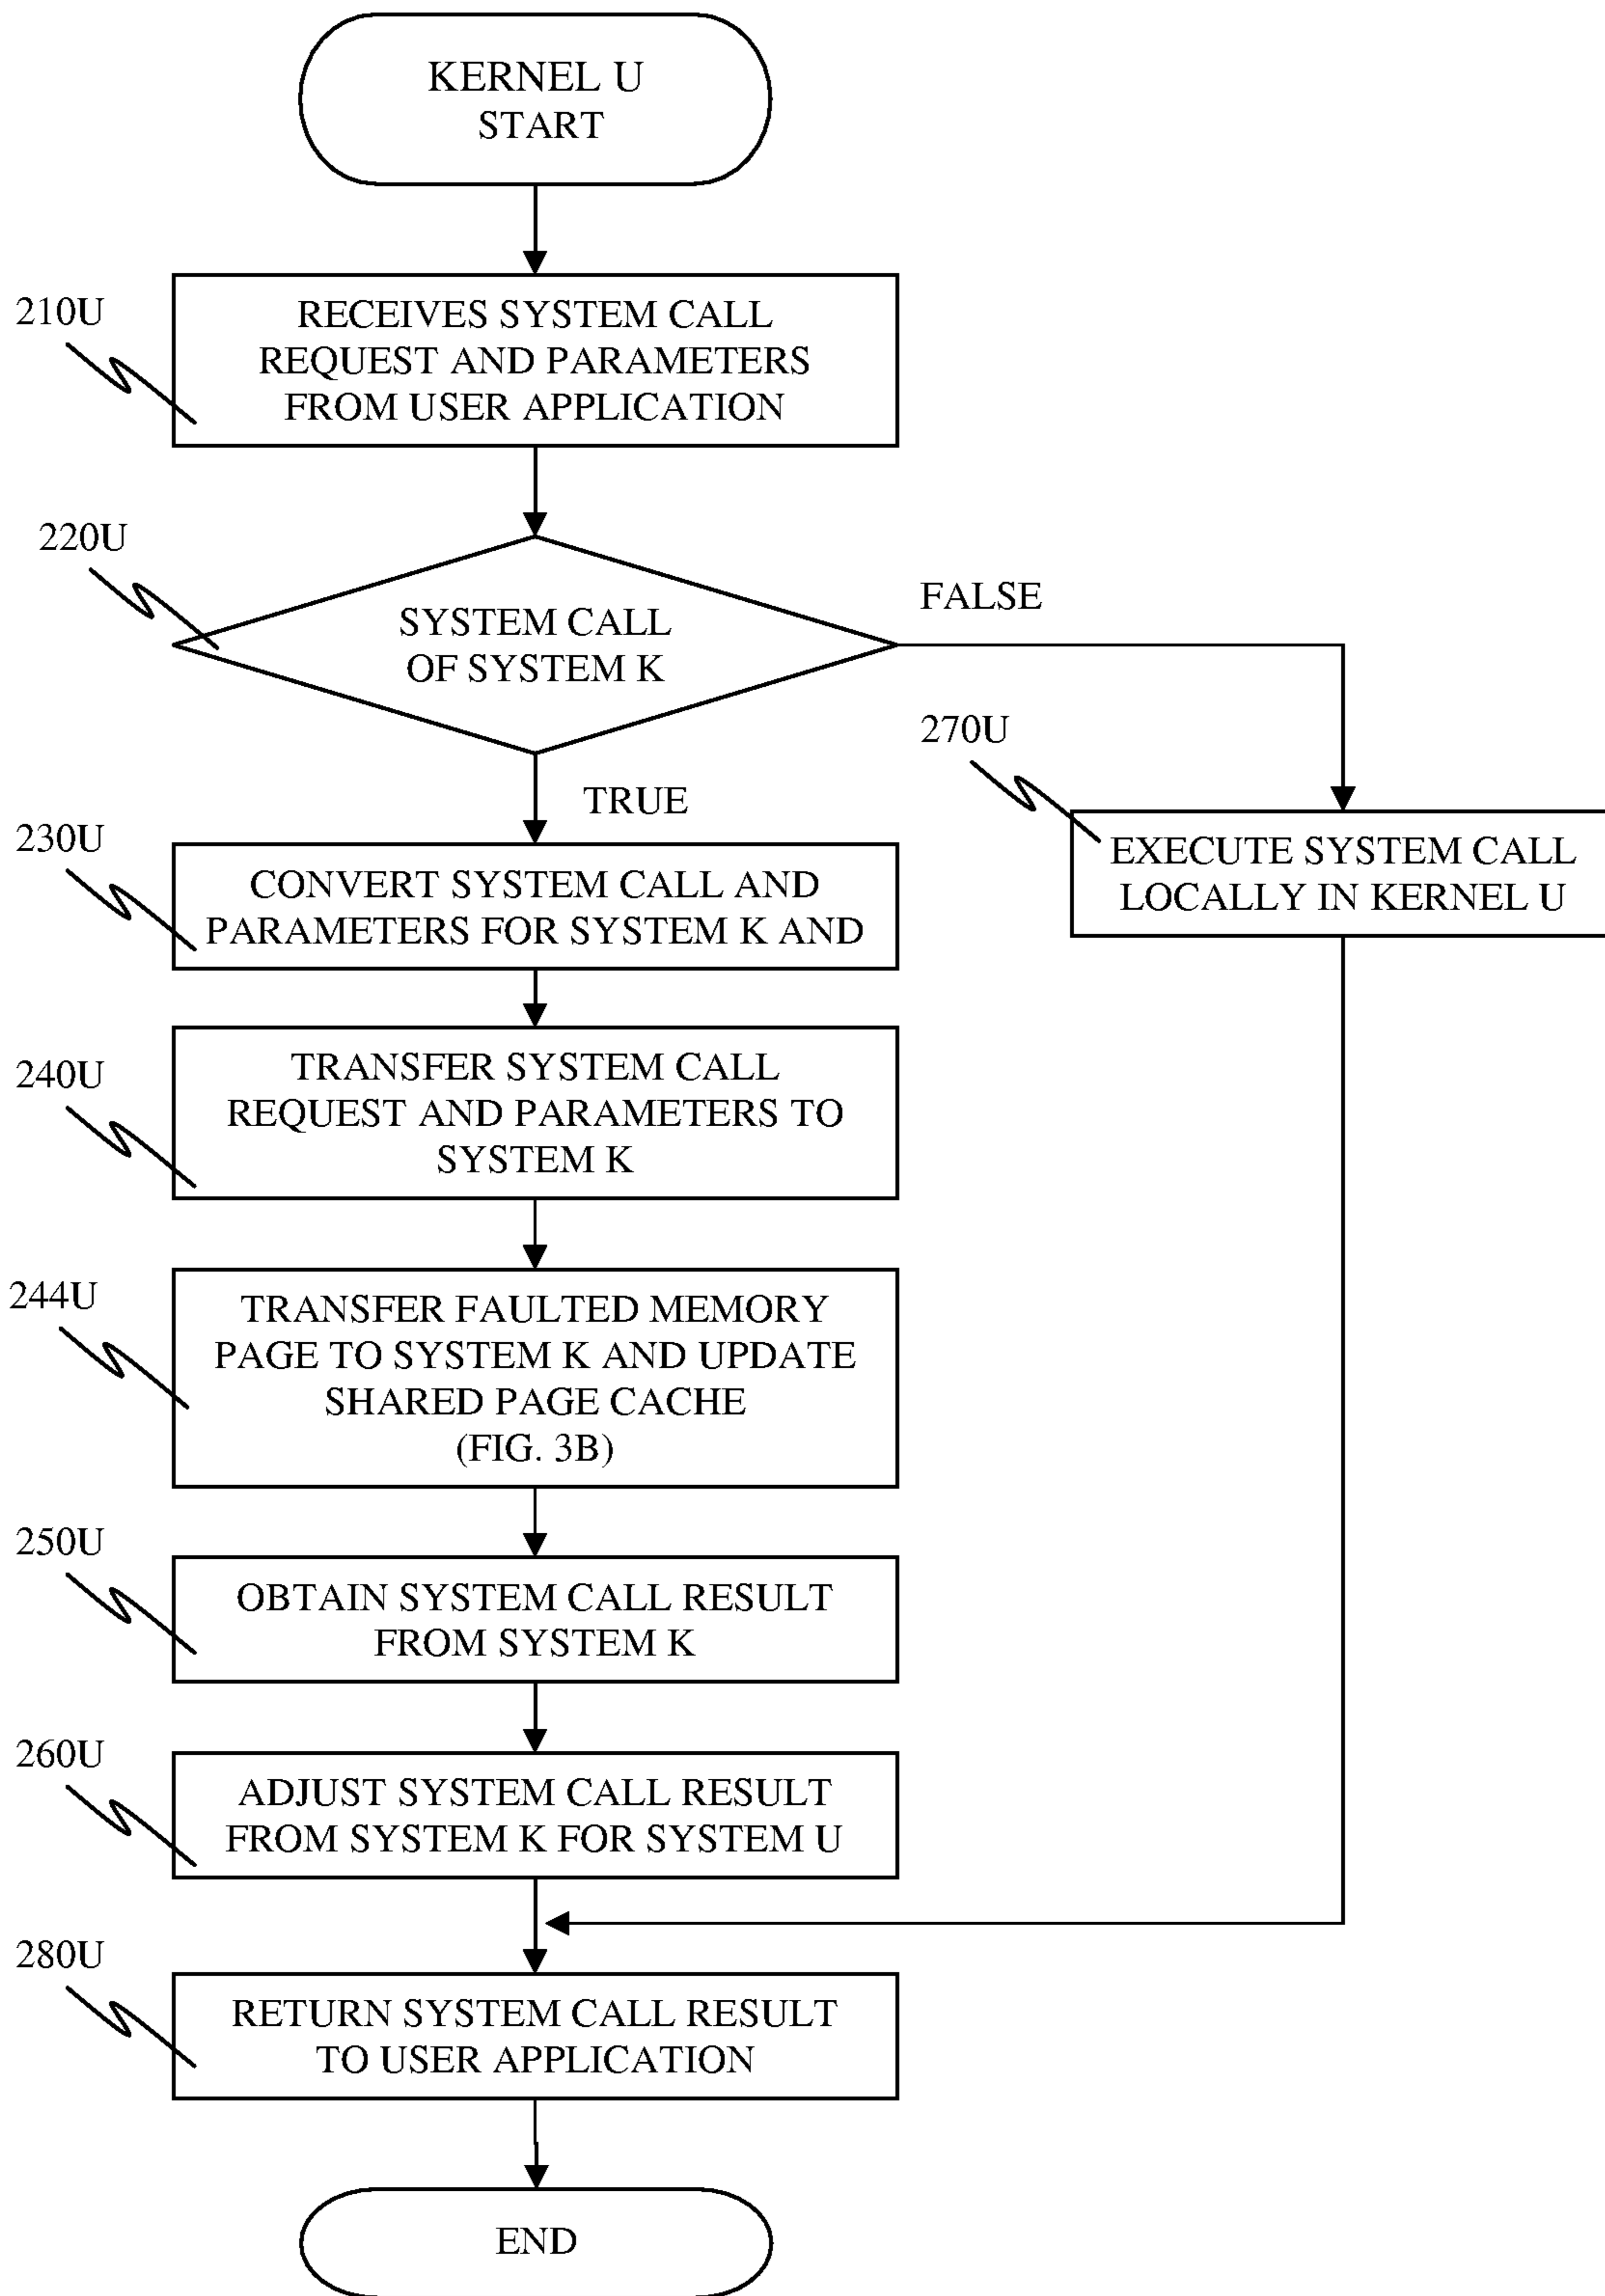 KERNEL U
START
210U
RECEIVES SYSTEM CALL
REQUEST AND PARAMETERS
FROM USER APPLICATION
220U
SYSTEM CALL
OF SYSTEM K
FALSE
TRUE
270U
EXECUTE SYSTEM CALL
LOCALLY IN KERNEL U
230U
CONVERT SYSTEM CALL AND
PARAMETERS FOR SYSTEM K AND
240U
TRANSFER SYSTEM CALL
REQUEST AND PARAMETERS TO
SYSTEM K
244U
TRANSFER FAULTED MEMORY
PAGE TO SYSTEM K AND UPDATE
SHARED PAGE CACHE
(FIG. 3B)
250U
OBTAIN SYSTEM CALL RESULT
FROM SYSTEM K
260U
ADJUST SYSTEM CALL RESULT
FROM SYSTEM K FOR SYSTEM U
280U
RETURN SYSTEM CALL RESULT
TO USER APPLICATION
END